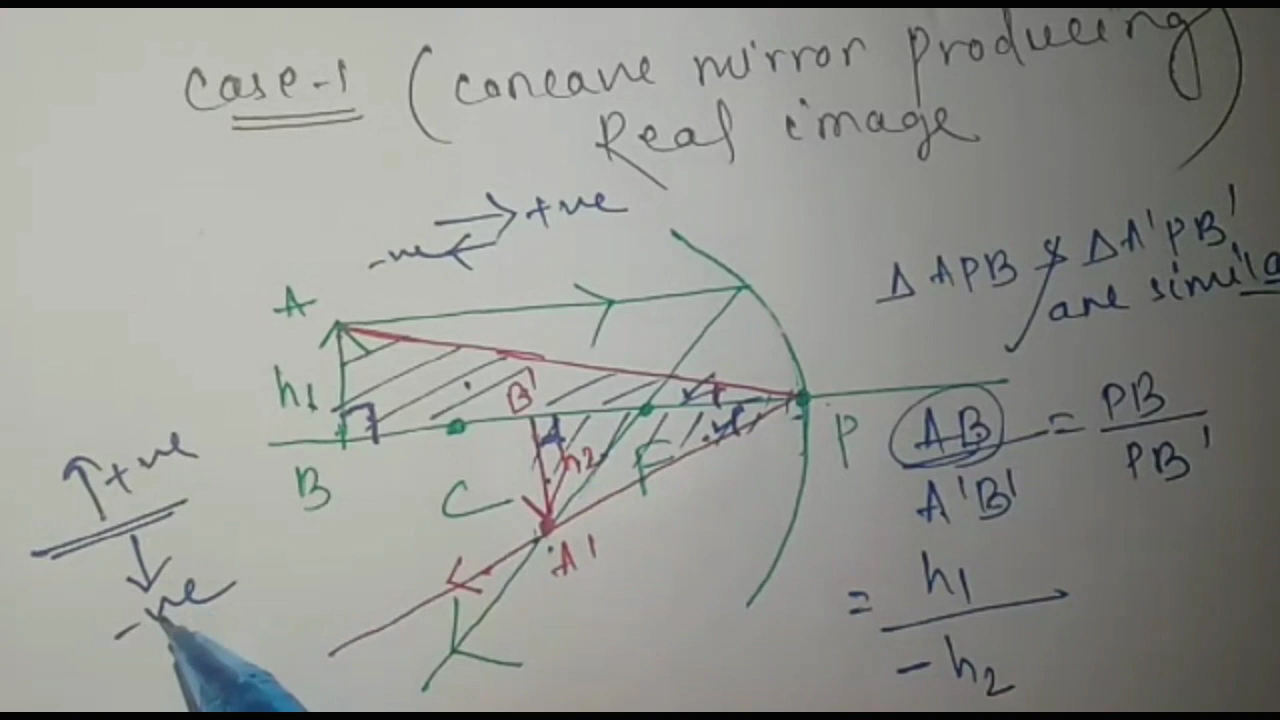 Case-1 (Concave mirror producing)
Real image
→ +ve
-ve ←
Δ APB & Δ A'PB'
are simila
A
h1
B'
B
C
h2
F
P
A'
↑ +ve
↓
-ve
AB/A'B' = PB/PB'
= h1/-h2